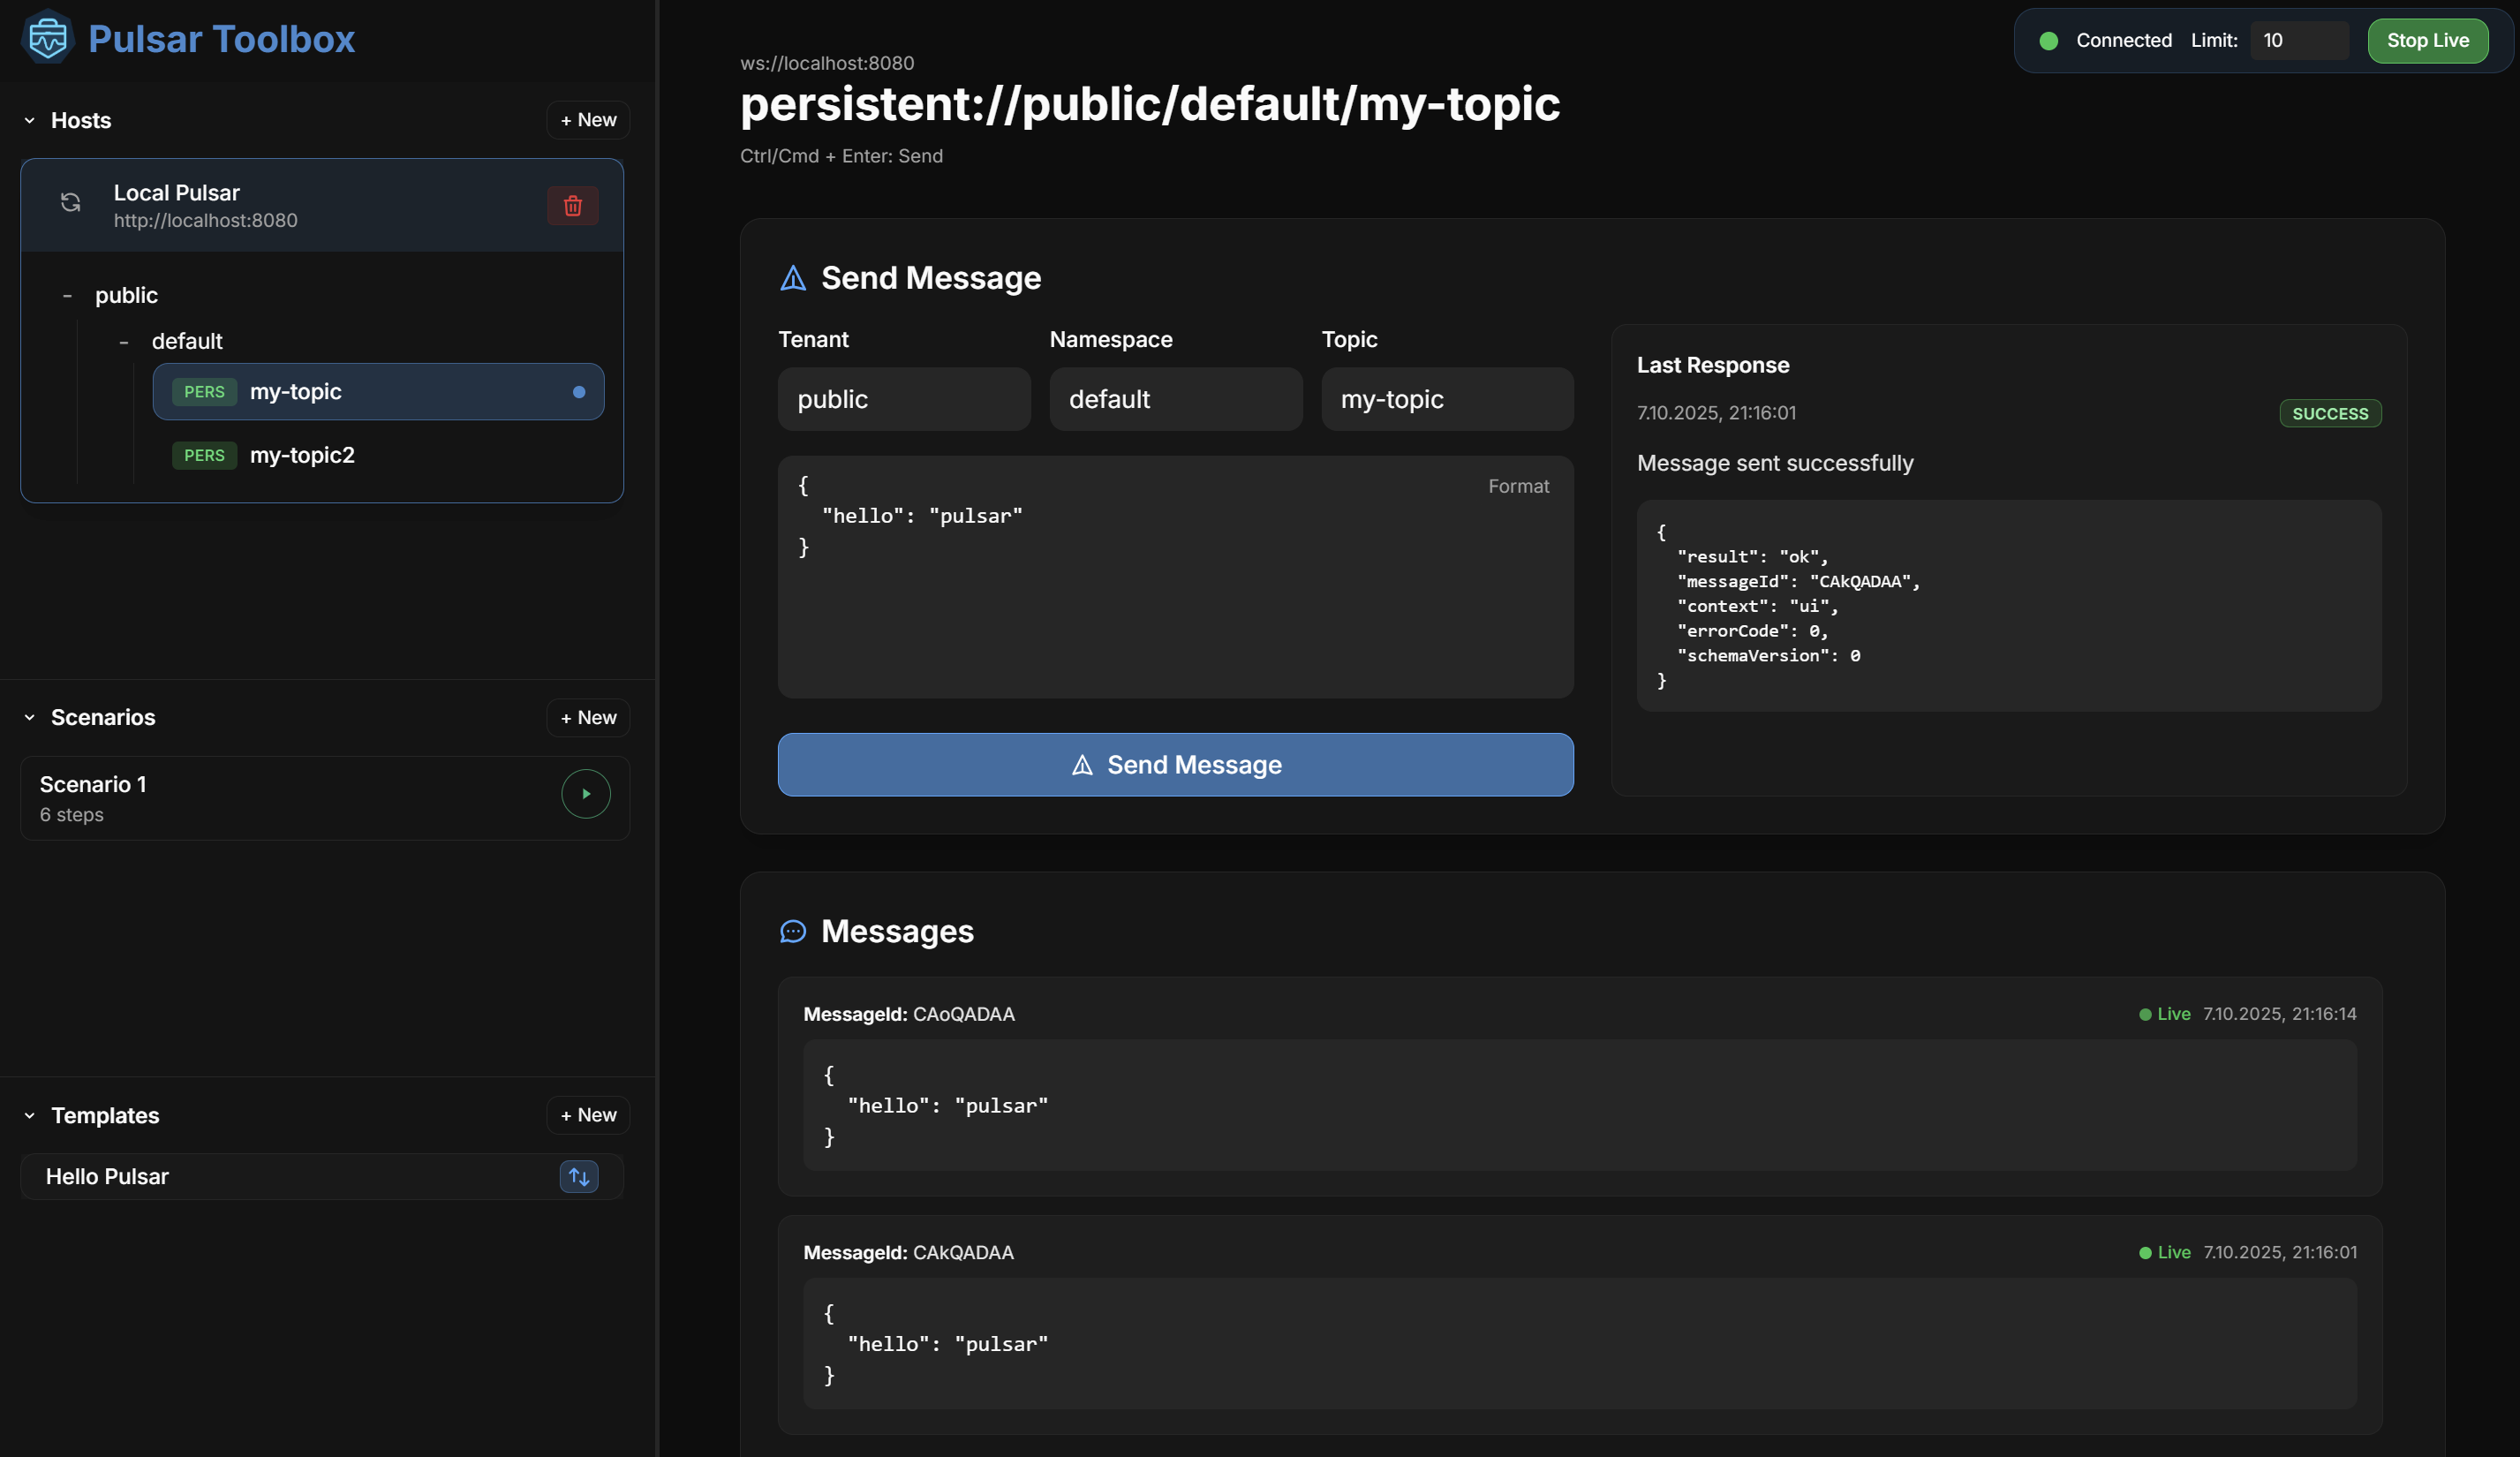 Pulsar Toolbox
Hosts
+ New
Local Pulsar
http://localhost:8080
- public
- default
PERS my-topic
PERS my-topic2
Scenarios
+ New
Scenario 1
6 steps
Templates
+ New
Hello Pulsar
Connected Limit: 10 Stop Live
ws://localhost:8080
persistent://public/default/my-topic
Ctrl/Cmd + Enter: Send
Send Message
Tenant Namespace Topic
public default my-topic
Format
{
  "hello": "pulsar"
}
Send Message
Last Response
7.10.2025, 21:16:01 SUCCESS
Message sent successfully
{
  "result": "ok",
  "messageId": "CAkQADAA",
  "context": "ui",
  "errorCode": 0,
  "schemaVersion": 0
}
Messages
MessageId: CAoQADAA Live 7.10.2025, 21:16:14
{
  "hello": "pulsar"
}
MessageId: CAkQADAA Live 7.10.2025, 21:16:01
{
  "hello": "pulsar"
}